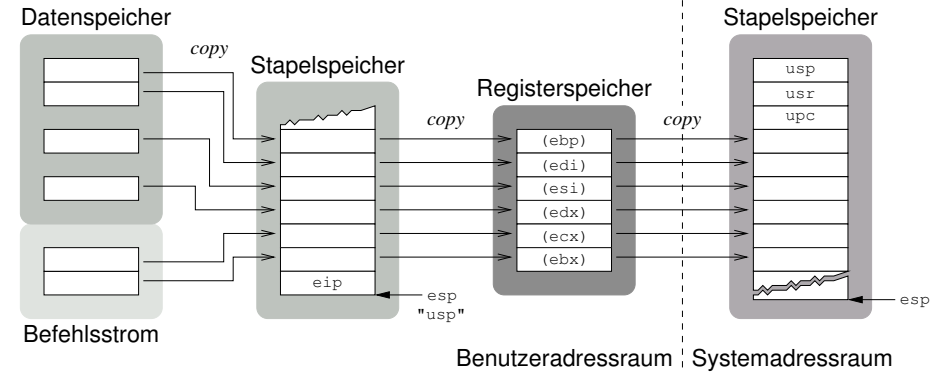 Datenspeicher
Stapelspeicher
copy
Stapelspeicher
usp
usr
upc
Registerspeicher
copy
copy
(ebp)
(edi)
(esi)
(edx)
(ecx)
(ebx)
eip
esp
"usp"
esp
Befehlsstrom
Benutzeradressraum
Systemadressraum